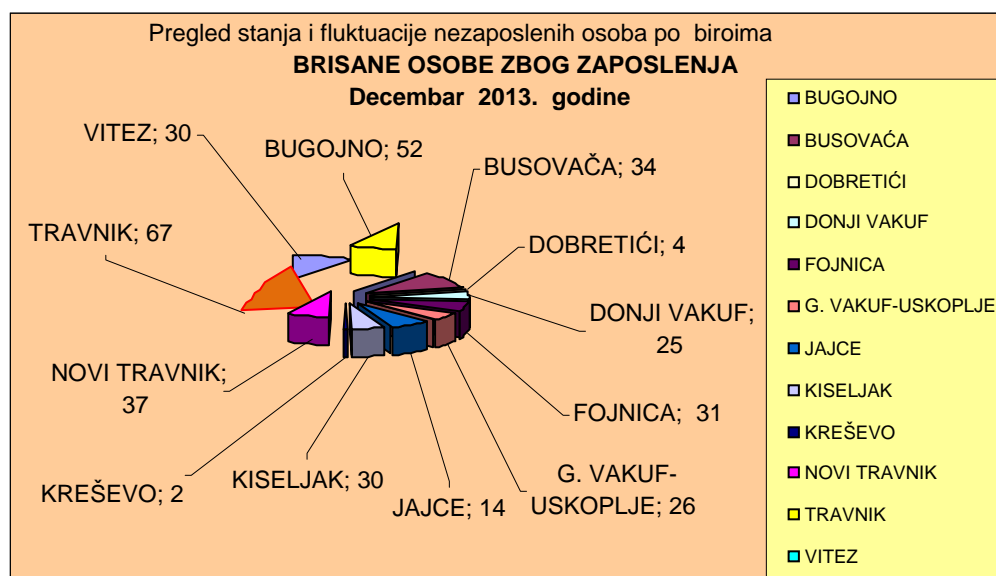 Pregled stanja i fluktuacije nezaposlenih osoba po biroima
BRISANE OSOBE ZBOG ZAPOSLENJA
Decembar 2013. godine
VITEZ; 30
BUGOJNO; 52
BUSOVAČA; 34
TRAVNIK; 67
DOBRETIĆI; 4
DONJI VAKUF;
25
NOVI TRAVNIK;
37
FOJNICA; 31
KREŠEVO; 2
KISELJAK; 30
JAJCE; 14
G. VAKUF-
USKOPLJE; 26
BUGOJNO
BUSOVAĆA
DOBRETIĆI
DONJI VAKUF
FOJNICA
G. VAKUF-USKOPLJE
JAJCE
KISELJAK
KREŠEVO
NOVI TRAVNIK
TRAVNIK
VITEZ